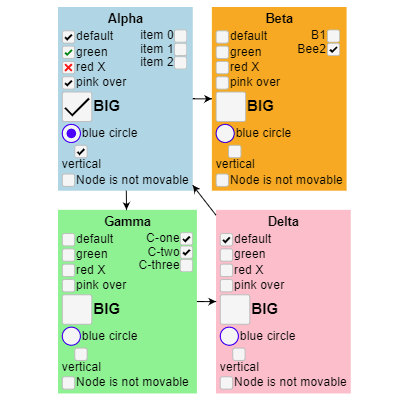 Alpha
default item 0
green item 1
red X item 2
pink over
BIG
blue circle
vertical
Node is not movable
Beta
default B1
green Bee2
red X
pink over
BIG
blue circle
vertical
Node is not movable
Gamma
default C-one
green C-two
red X C-three
pink over
BIG
blue circle
vertical
Node is not movable
Delta
default
green
red X
pink over
BIG
blue circle
vertical
Node is not movable